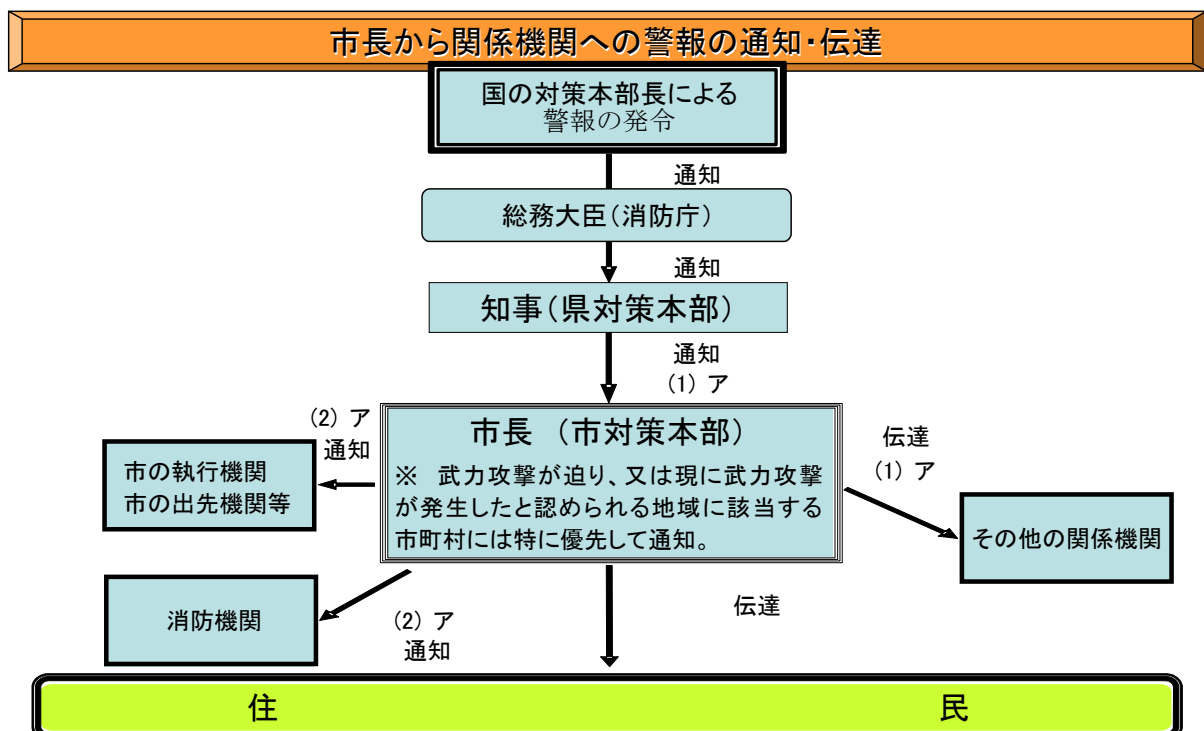 市長から関係機関への警報の通知・伝達
国の対策本部長による
警報の発令
通知
総務大臣(消防庁)
通知
知事(県対策本部)
通知
(1) ア
(2) ア
通知
市長 (市対策本部)
※ 武力攻撃が迫り、又は現に武力攻撃
が発生したと認められる地域に該当する
市町村には特に優先して通知。
伝達
(1) ア
市の執行機関
市の出先機関等
その他の関係機関
消防機関
(2) ア
通知
伝達
住 民